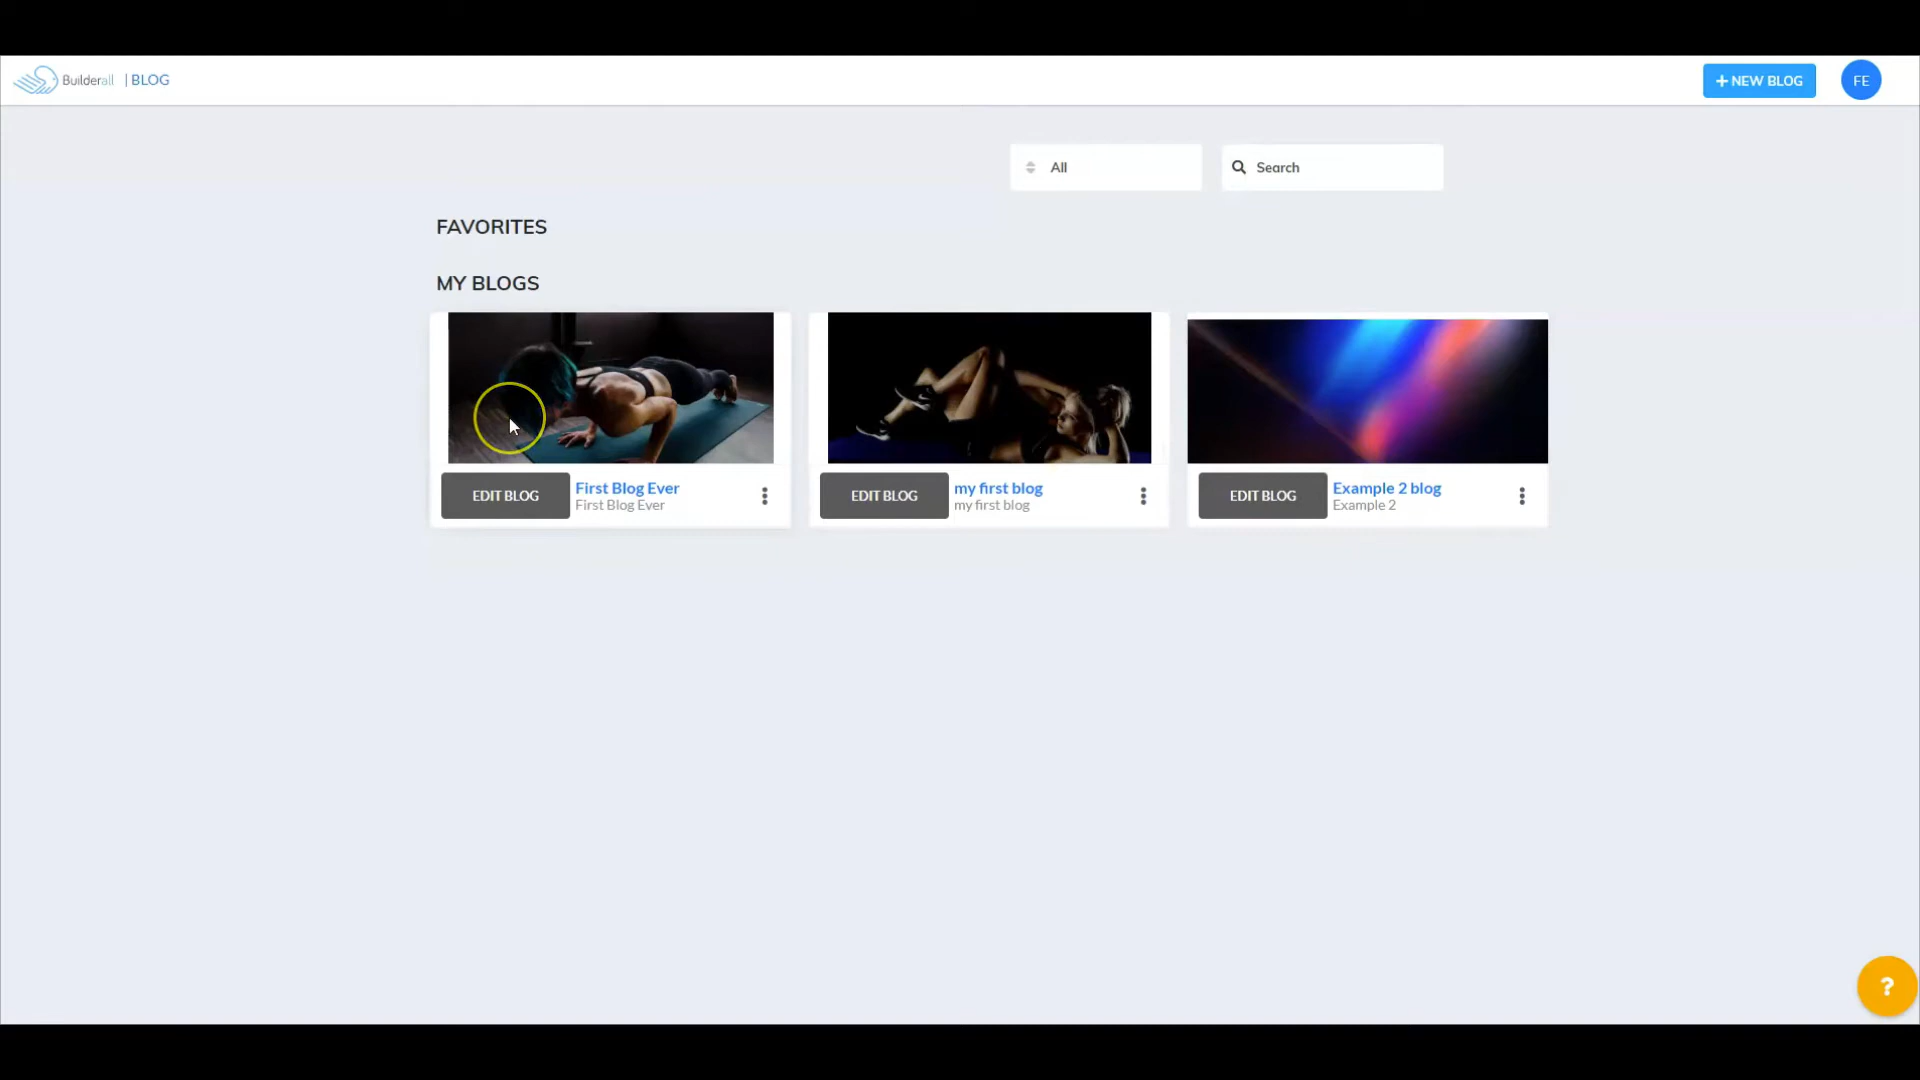 Builderall | BLOG
+ NEW BLOG
FE
All
Search
FAVORITES
MY BLOGS
EDIT BLOG
First Blog Ever
First Blog Ever
EDIT BLOG
my first blog
my first blog
EDIT BLOG
Example 2 blog
Example 2
?